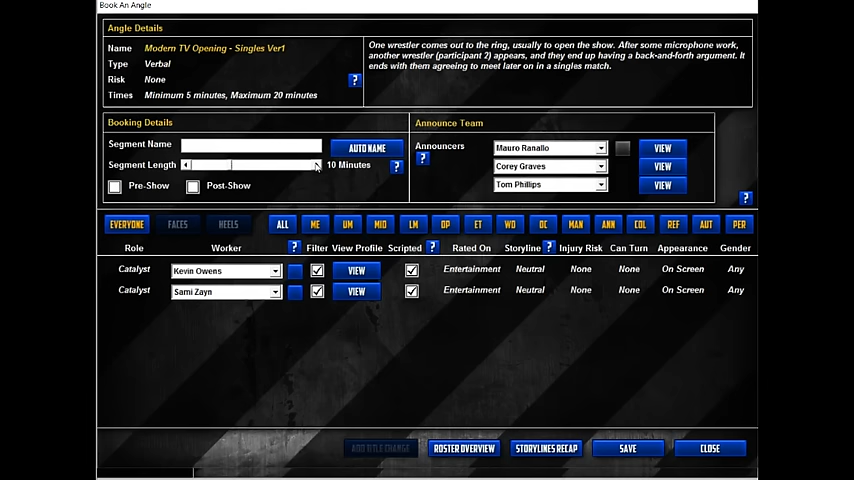 Book An Angle
Angle Details
Name Modern TV Opening - Singles Ver1
Type Verbal
Risk None ?
Times Minimum 5 minutes, Maximum 20 minutes
One wrestler comes out to the ring, usually to open the show. After some microphone work,
another wrestler (participant 2) appears, and they end up having a back-and-forth argument. It
ends with them agreeing to meet later on in a singles match.
Booking Details
Segment Name AUTO NAME
Segment Length 10 Minutes ?
Pre-Show Post-Show
Announce Team
Announcers Mauro Ranallo VIEW
? Corey Graves VIEW
Tom Phillips VIEW
?
EVERYONE FACES HEELS ALL ME UM MID LM OP ET WO OC MAN ANN COL REF AUT PER
Role Worker ? Filter View Profile Scripted ? Rated On Storyline ? Injury Risk Can Turn Appearance Gender
Catalyst Kevin Owens VIEW Entertainment Neutral None None On Screen Any
Catalyst Sami Zayn VIEW Entertainment Neutral None None On Screen Any
ADD TITLE CHANGE ROSTER OVERVIEW STORYLINES RECAP SAVE CLOSE